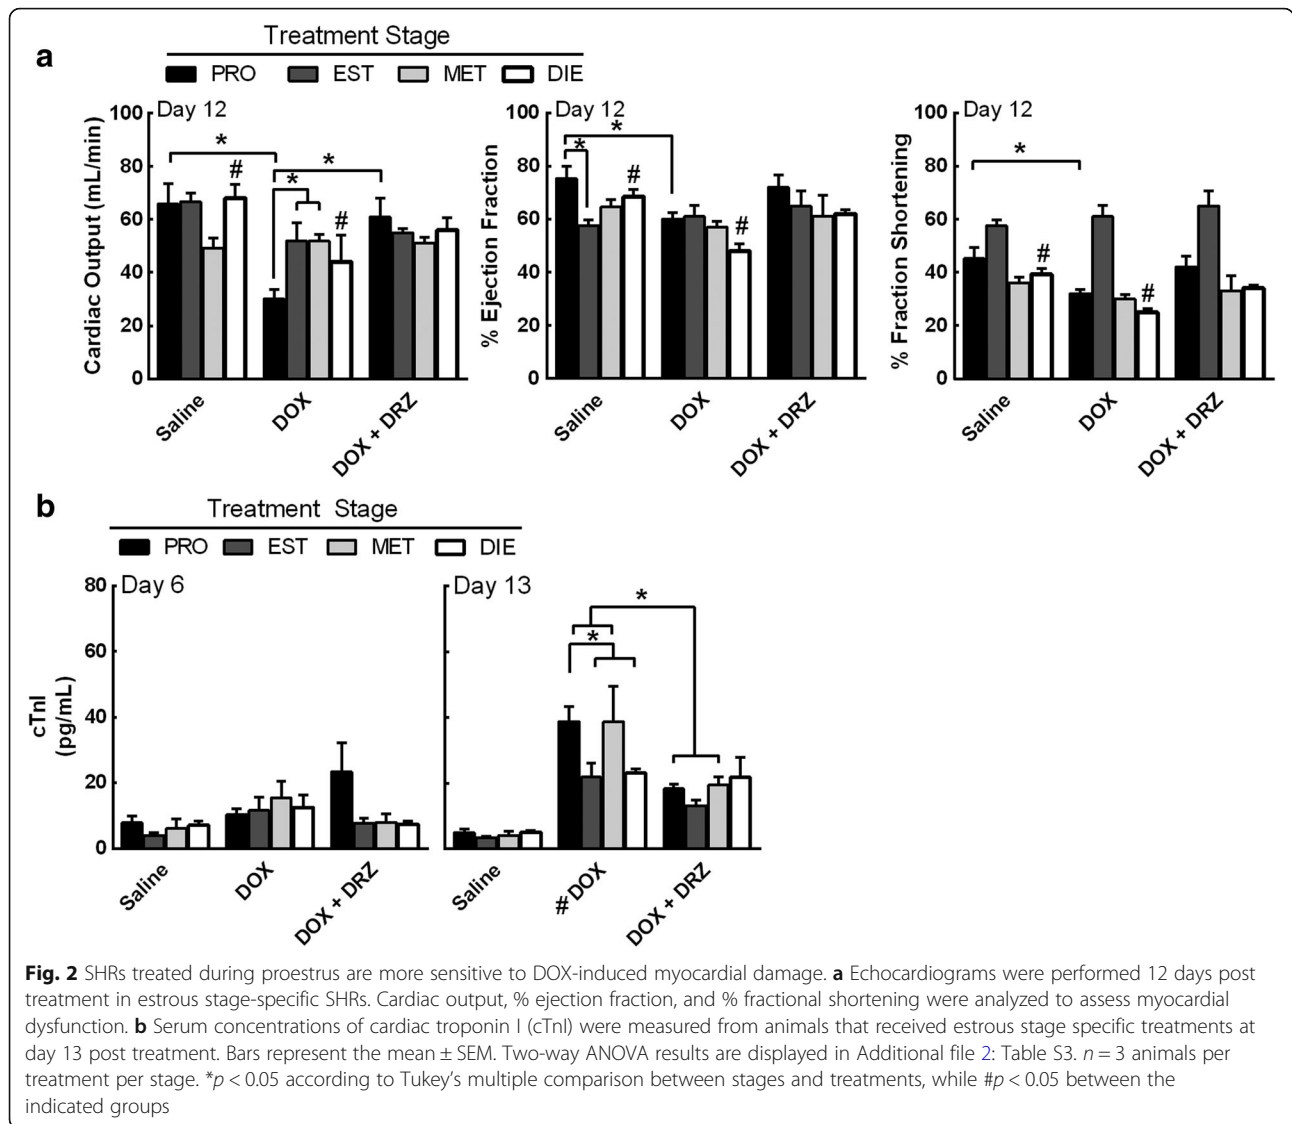 a
Treatment Stage
PRO EST MET DIE
Day 12
Cardiac Output (mL/min)
100
80
60
40
20
0
*
*
*
#
#
Saline
DOX
DOX + DRZ
Day 12
% Ejection Fraction
100
80
60
40
20
0
*
*
#
#
Saline
DOX
DOX + DRZ
Day 12
% Fraction Shortening
100
80
60
40
20
0
*
#
#
Saline
DOX
DOX + DRZ
b
Treatment Stage
PRO EST MET DIE
Day 6
cTnI
(pg/mL)
80
60
40
20
0
Saline
DOX
DOX + DRZ
Day 13
*
*
Saline
# DOX
DOX + DRZ
Fig. 2 SHRs treated during proestrus are more sensitive to DOX-induced myocardial damage. a Echocardiograms were performed 12 days post
treatment in estrous stage-specific SHRs. Cardiac output, % ejection fraction, and % fractional shortening were analyzed to assess myocardial
dysfunction. b Serum concentrations of cardiac troponin I (cTnI) were measured from animals that received estrous stage specific treatments at
day 13 post treatment. Bars represent the mean ± SEM. Two-way ANOVA results are displayed in Additional file 2: Table S3. n = 3 animals per
treatment per stage. *p < 0.05 according to Tukey's multiple comparison between stages and treatments, while #p < 0.05 between the
indicated groups